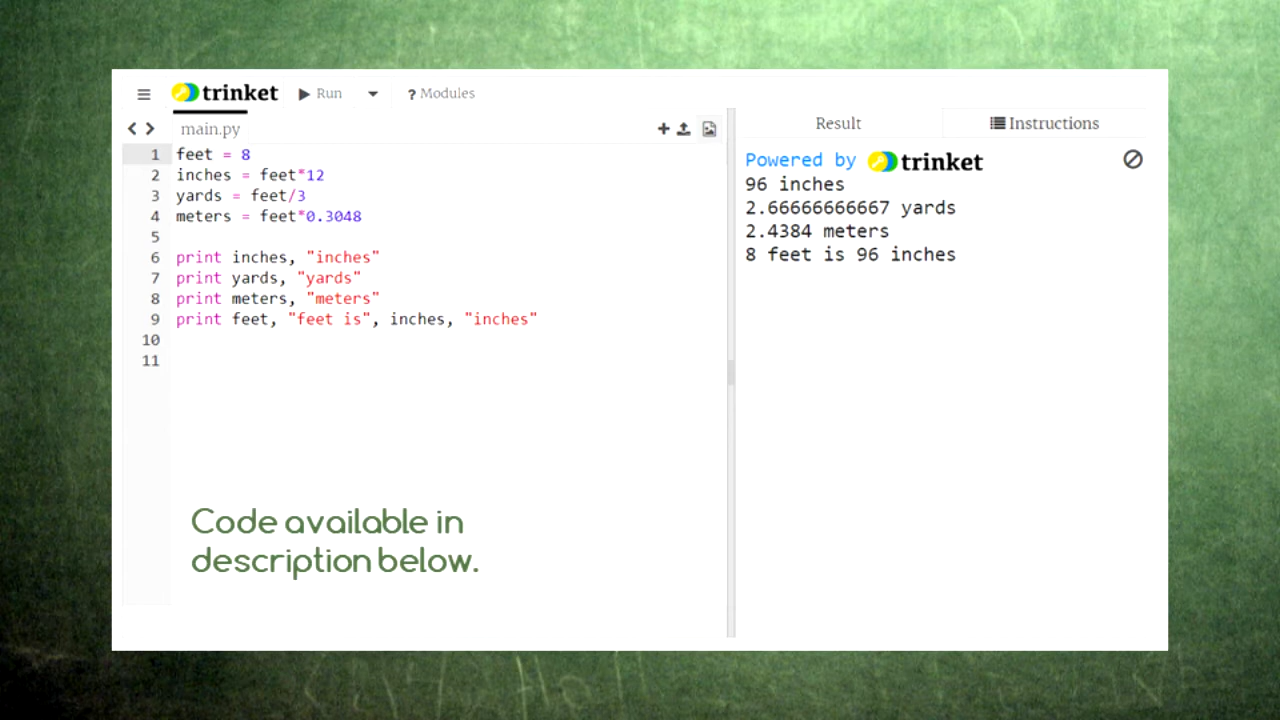 trinket Run ? Modules
main.py
1 feet = 8
2 inches = feet*12
3 yards = feet/3
4 meters = feet*0.3048
5
6 print inches, "inches"
7 print yards, "yards"
8 print meters, "meters"
9 print feet, "feet is", inches, "inches"
10
11
Code available in
description below.
Result Instructions
Powered by trinket
96 inches
2.66666666667 yards
2.4384 meters
8 feet is 96 inches